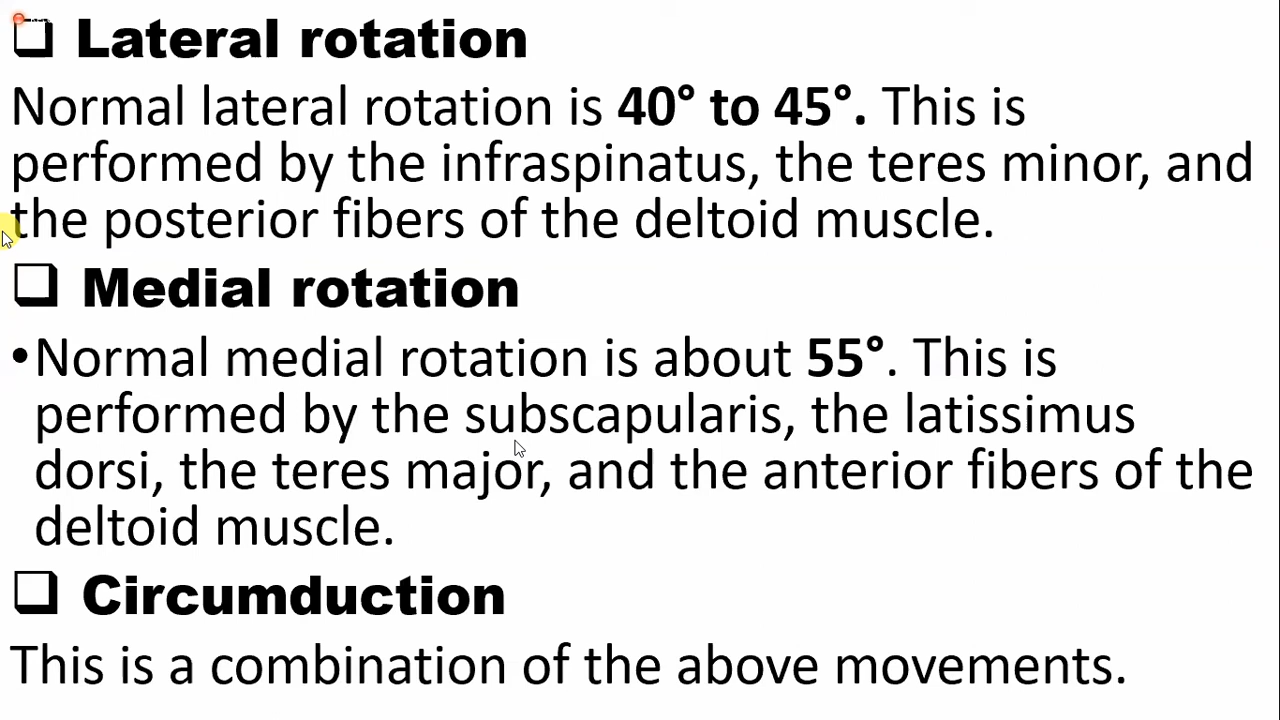 ❑ Lateral rotation
Normal lateral rotation is 40° to 45°. This is
performed by the infraspinatus, the teres minor, and
the posterior fibers of the deltoid muscle.
❑ Medial rotation
•Normal medial rotation is about 55°. This is
performed by the subscapularis, the latissimus
dorsi, the teres major, and the anterior fibers of the
deltoid muscle.
❑ Circumduction
This is a combination of the above movements.